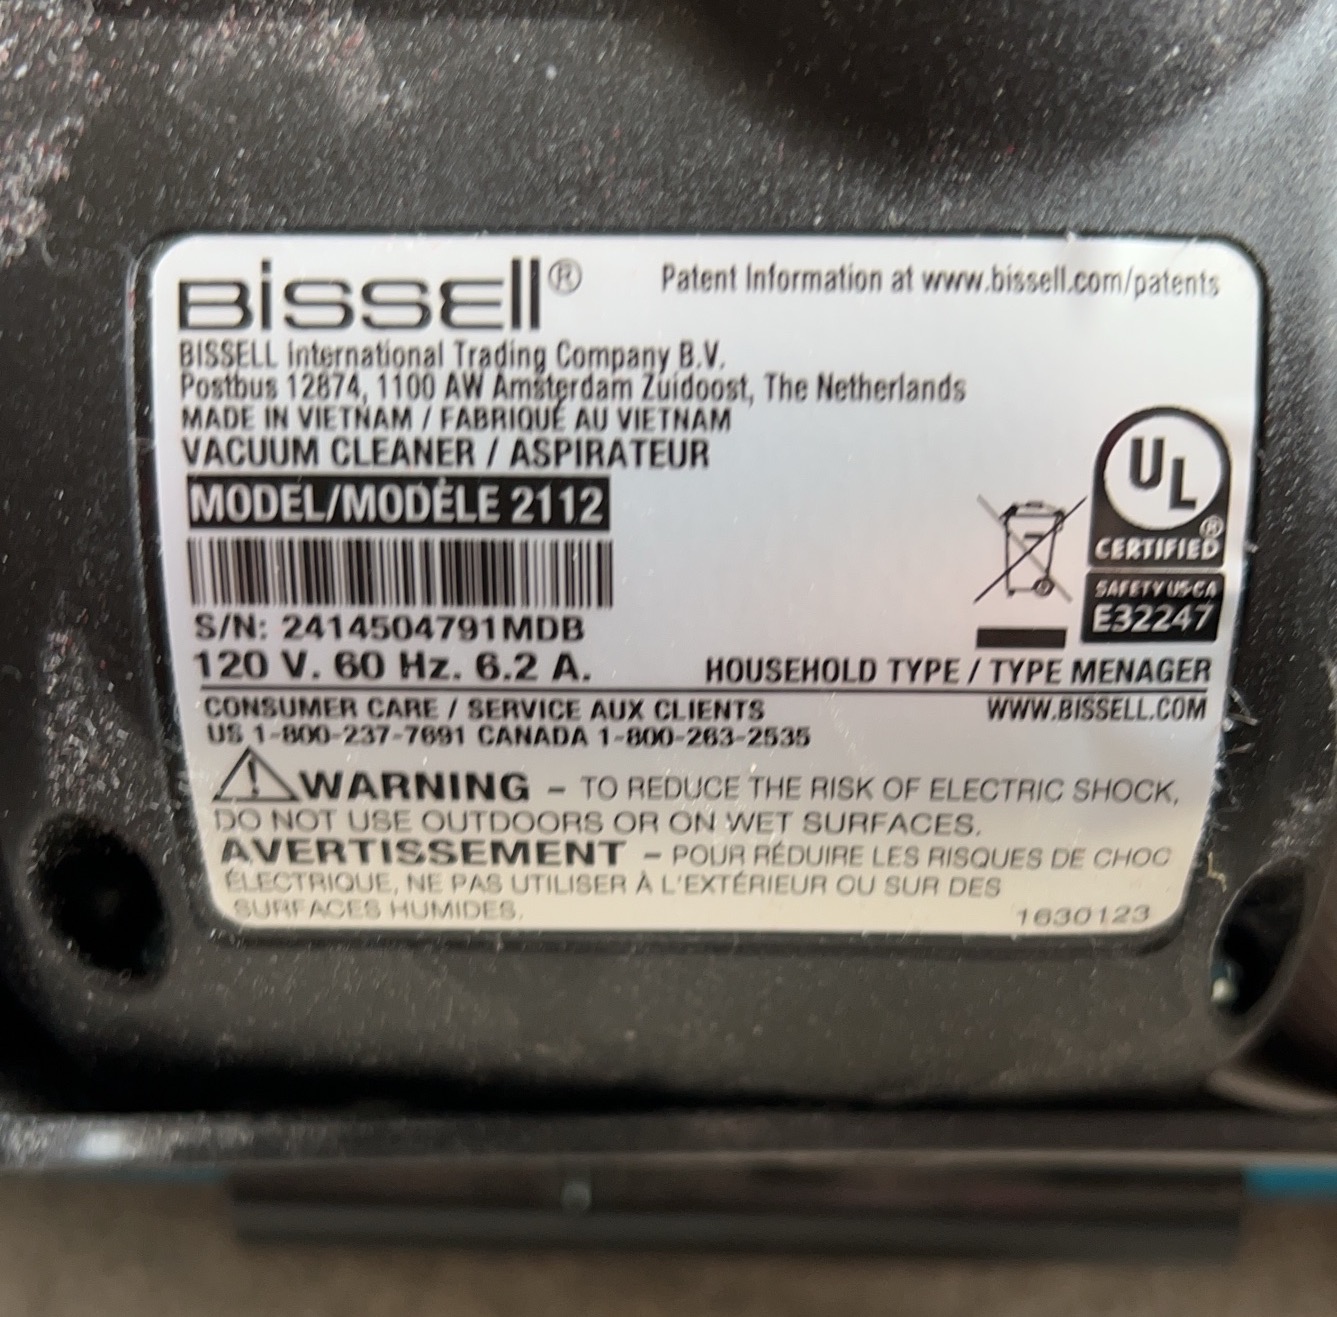 BISSELL®
Patent Information at www.bissell.com/patents
BISSELL International Trading Company B.V.
Postbus 12874, 1100 AW Amsterdam Zuidoost, The Netherlands
MADE IN VIETNAM / FABRIQUÉ AU VIETNAM
VACUUM CLEANER / ASPIRATEUR
MODEL/MODÈLE 2112
UL®
CERTIFIED
SAFETY US-CA
E32247
S/N: 2414504791MDB
120 V. 60 Hz. 6.2 A.
HOUSEHOLD TYPE / TYPE MENAGER
CONSUMER CARE / SERVICE AUX CLIENTS
WWW.BISSELL.COM
US 1-800-237-7691 CANADA 1-800-263-2535
WARNING – TO REDUCE THE RISK OF ELECTRIC SHOCK,
DO NOT USE OUTDOORS OR ON WET SURFACES.
AVERTISSEMENT – POUR RÉDUIRE LES RISQUES DE CHOC
ÉLECTRIQUE, NE PAS UTILISER À L'EXTÉRIEUR OU SUR DES
SURFACES HUMIDES.
1630123